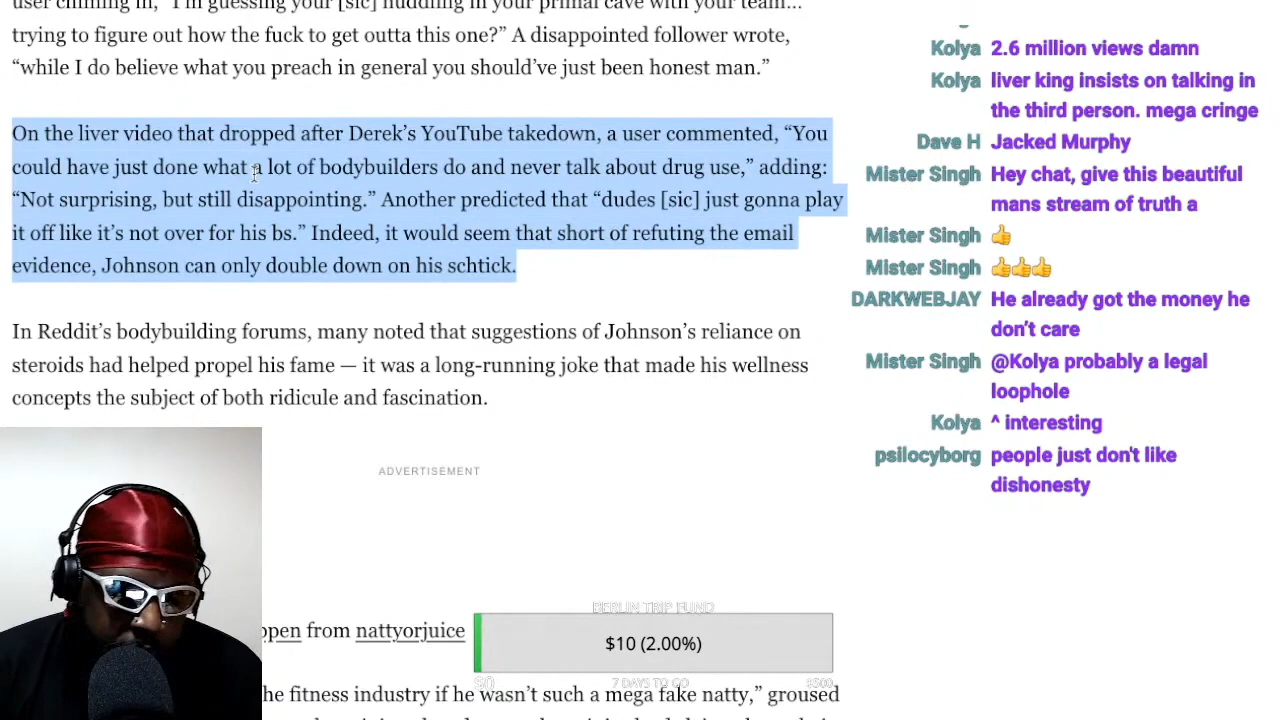 user chiming in, “I’m guessing your [sic] huddling in your primal cave with your team…
trying to figure out how the fuck to get outta this one?” A disappointed follower wrote,
“while I do believe what you preach in general you should’ve just been honest man.”
On the liver video that dropped after Derek’s YouTube takedown, a user commented, “You
could have just done what a lot of bodybuilders do and never talk about drug use,” adding:
“Not surprising, but still disappointing.” Another predicted that “dudes [sic] just gonna play
it off like it’s not over for his bs.” Indeed, it would seem that short of refuting the email
evidence, Johnson can only double down on his schtick.
In Reddit’s bodybuilding forums, many noted that suggestions of Johnson’s reliance on
steroids had helped propel his fame — it was a long-running joke that made his wellness
concepts the subject of both ridicule and fascination.
ADVERTISEMENT
from nattyorjuice
the fitness industry if he wasn’t such a mega fake natty,” groused
BERLIN TRIP FUND
$10 (2.00%)
$0
7 DAYS TO GO
$500
Kolya 2.6 million views damn
Kolya liver king insists on talking in
the third person. mega cringe
Dave H Jacked Murphy
Mister Singh Hey chat, give this beautiful
mans stream of truth a
Mister Singh 👍
Mister Singh 👍👍👍
DARKWEBJAY He already got the money he
don’t care
Mister Singh @Kolya probably a legal
loophole
Kolya ^ interesting
psilocyborg people just don't like
dishonesty